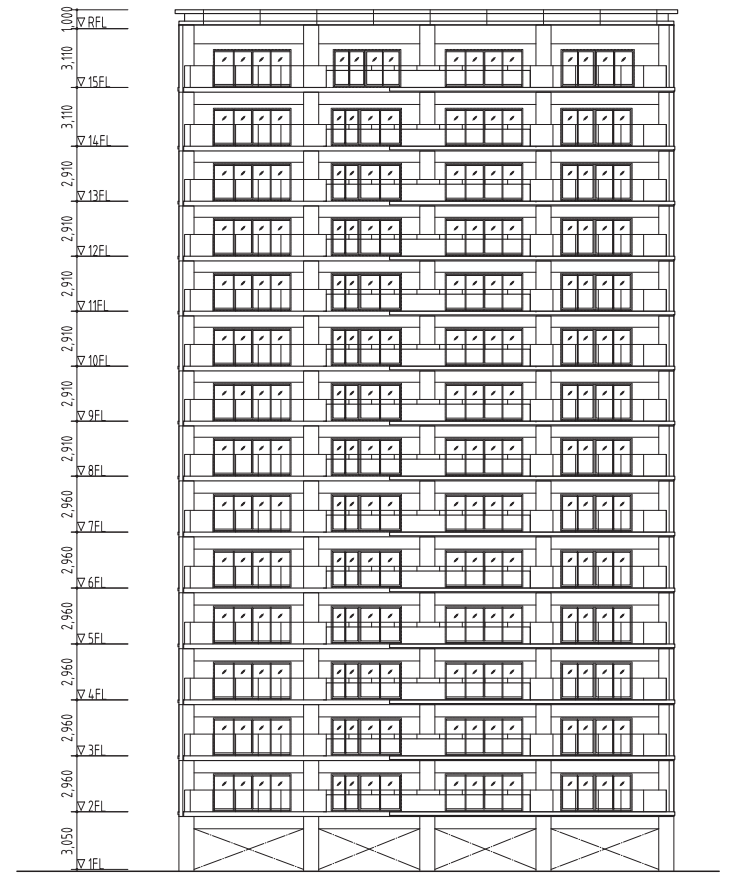 1,000
▽ RFL
3,110
▽ 15FL
3,110
▽ 14FL
2,910
▽ 13FL
2,910
▽ 12FL
2,910
▽ 11FL
2,910
▽ 10FL
2,910
▽ 9FL
2,910
▽ 8FL
2,960
▽ 7FL
2,960
▽ 6FL
2,960
▽ 5FL
2,960
▽ 4FL
2,960
▽ 3FL
2,960
▽ 2FL
3,050
▽ 1FL